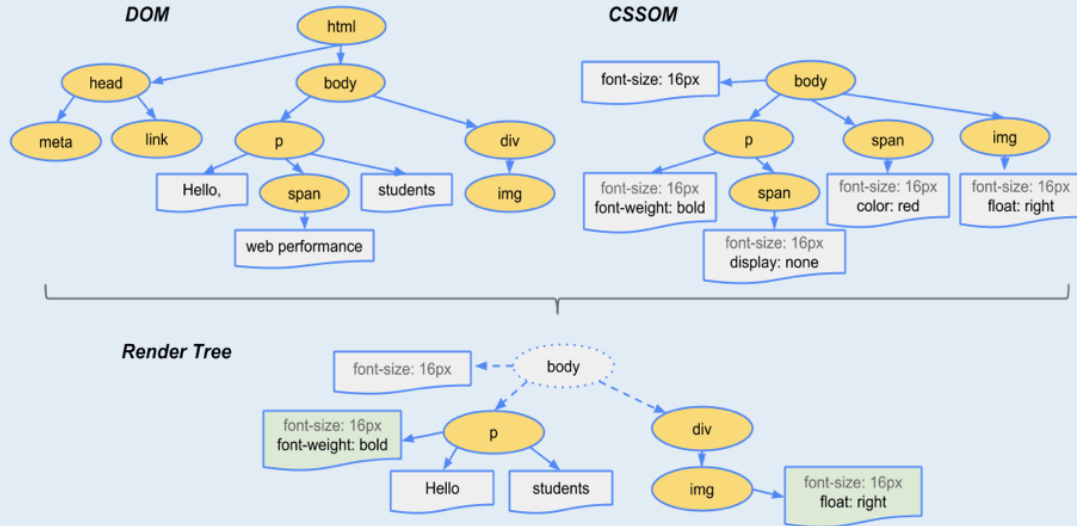 DOM
html
head
body
meta
link
p
div
Hello,
span
students
img
web performance
CSSOM
font-size: 16px
body
p
span
img
font-size: 16px
font-weight: bold
span
font-size: 16px
color: red
font-size: 16px
float: right
font-size: 16px
display: none
Render Tree
font-size: 16px
body
font-size: 16px
font-weight: bold
p
div
Hello
students
img
font-size: 16px
float: right